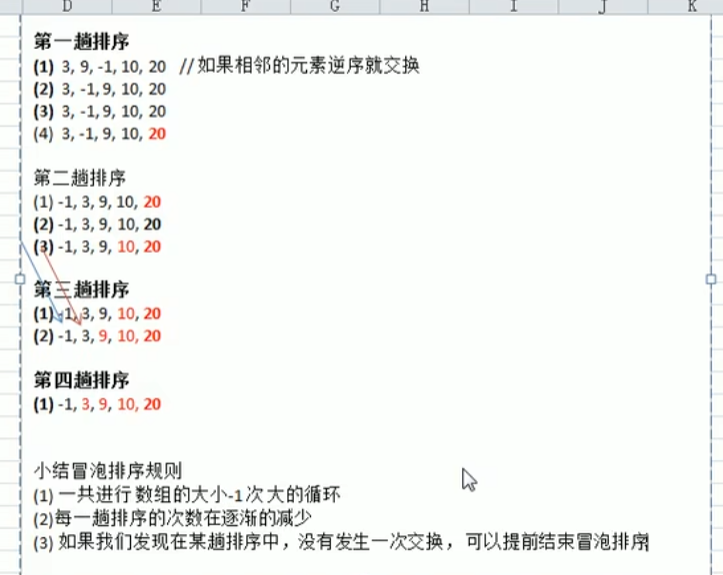 D E F G H I J K
第一趟排序
(1) 3, 9, -1, 10, 20 //如果相邻的元素逆序就交换
(2) 3, -1, 9, 10, 20
(3) 3, -1, 9, 10, 20
(4) 3, -1, 9, 10, 20
第二趟排序
(1) -1, 3, 9, 10, 20
(2) -1, 3, 9, 10, 20
(3) -1, 3, 9, 10, 20
第三趟排序
(1) -1, 3, 9, 10, 20
(2) -1, 3, 9, 10, 20
第四趟排序
(1) -1, 3, 9, 10, 20
小结冒泡排序规则
(1) 一共进行 数组的大小-1 次 大的循环
(2)每一趟排序的次数在逐渐的减少
(3) 如果我们发现在某趟排序中，没有发生一次交换， 可以提前结束冒泡排序